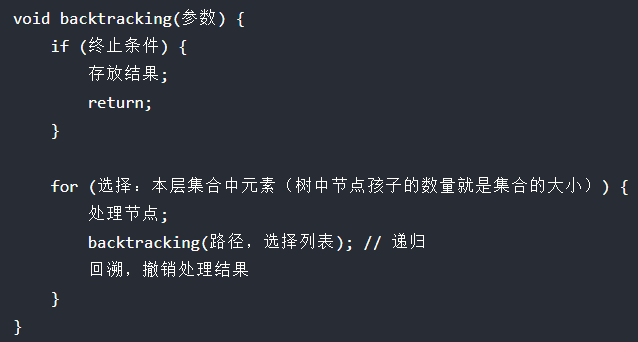 void backtracking(参数) {
    if (终止条件) {
        存放结果;
        return;
    }

    for (选择：本层集合中元素（树中节点孩子的数量就是集合的大小）) {
        处理节点;
        backtracking(路径，选择列表); // 递归
        回溯，撤销处理结果
    }
}